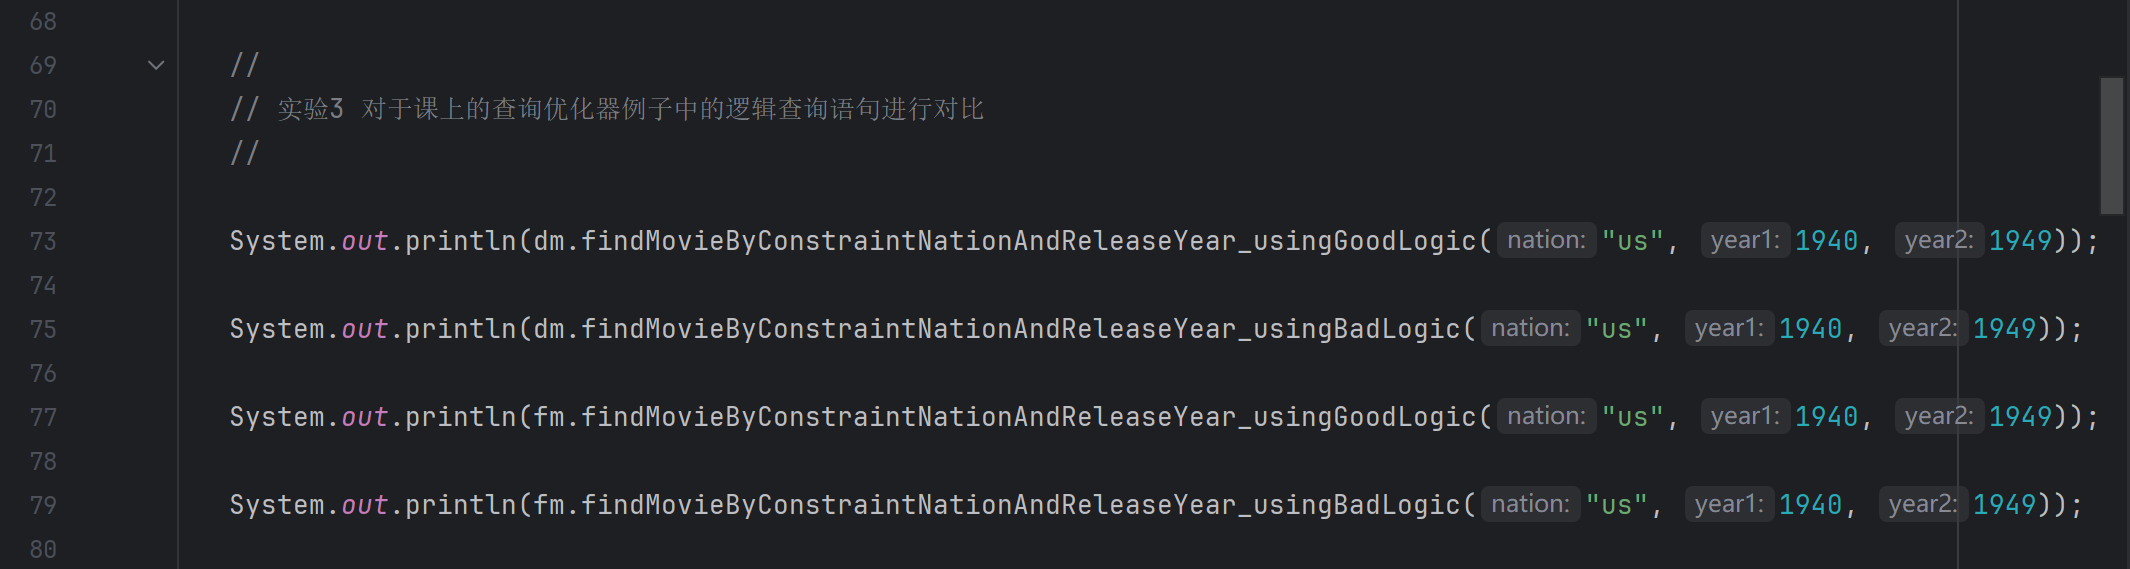 68
69 //
70 // 实验3 对于课上的查询优化器例子中的逻辑查询语句进行对比
71 //
72
73 System.out.println(dm.findMovieByConstraintNationAndReleaseYear_usingGoodLogic( nation: "us", year1: 1940, year2: 1949));
74
75 System.out.println(dm.findMovieByConstraintNationAndReleaseYear_usingBadLogic( nation: "us", year1: 1940, year2: 1949));
76
77 System.out.println(fm.findMovieByConstraintNationAndReleaseYear_usingGoodLogic( nation: "us", year1: 1940, year2: 1949));
78
79 System.out.println(fm.findMovieByConstraintNationAndReleaseYear_usingBadLogic( nation: "us", year1: 1940, year2: 1949));
80